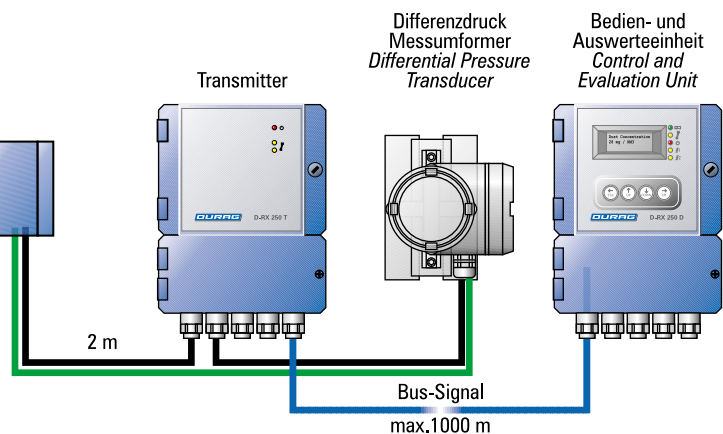 Differenzdruck
Messumformer
Differential Pressure
Transducer
Bedien- und
Auswerteeinheit
Control and
Evaluation Unit
Transmitter
DURAG D-RX 250 T
Dust Concentration
20 mg / Nm3
DURAG D-RX 250 D
2 m
Bus-Signal
max.1000 m